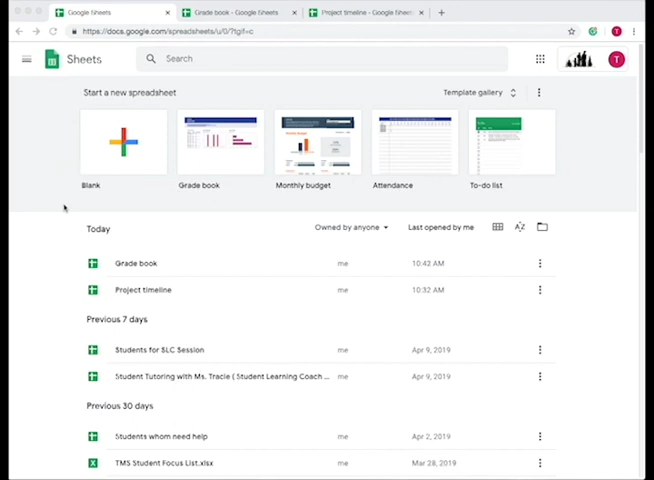 Google Sheets
Grade book - Google Sheets
Project timeline - Google Sheets
https://docs.google.com/spreadsheets/u/0/?tgif=c
T
Sheets
Search
T
Start a new spreadsheet
Template gallery
Blank
Grade book
Monthly budget
Attendance
To-do list
Today
Owned by anyone
Last opened by me
AZ
Grade book me 10:42 AM
Project timeline me 10:32 AM
Previous 7 days
Students for SLC Session me Apr 9, 2019
Student Tutoring with Ms. Tracie ( Student Learning Coach ... me Apr 9, 2019
Previous 30 days
Students whom need help me Apr 2, 2019
X TMS Student Focus List.xlsx me Mar 28, 2019